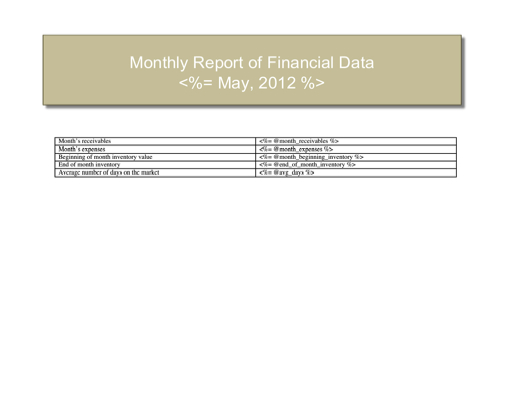 Monthly Report of Financial Data
<%= May, 2012 %>
Month's receivables <%= @month_receivables %>
Month's expenses <%= @month_expenses %>
Beginning of month inventory value <%= @month_beginning_inventory %>
End of month inventory <%= @end_of_month_inventory %>
Average number of days on the market <%= @avg_days %>